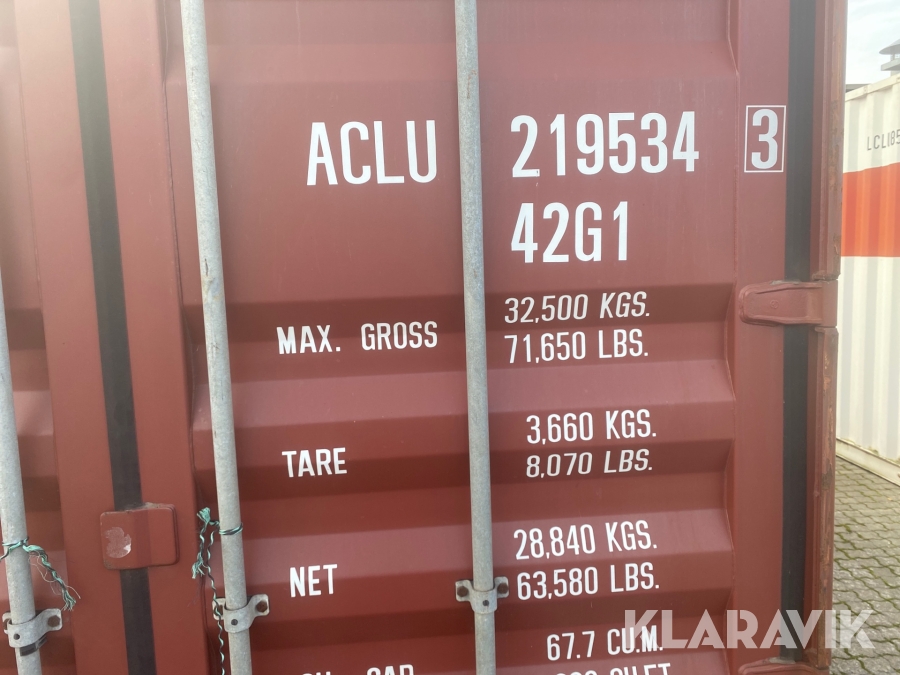 ACLU 219534 3
42G1
MAX. GROSS 32,500 KGS.
71,650 LBS.
TARE 3,660 KGS.
8,070 LBS.
NET 28,840 KGS.
63,580 LBS.
67.7 CU.M.
KLARAVIK